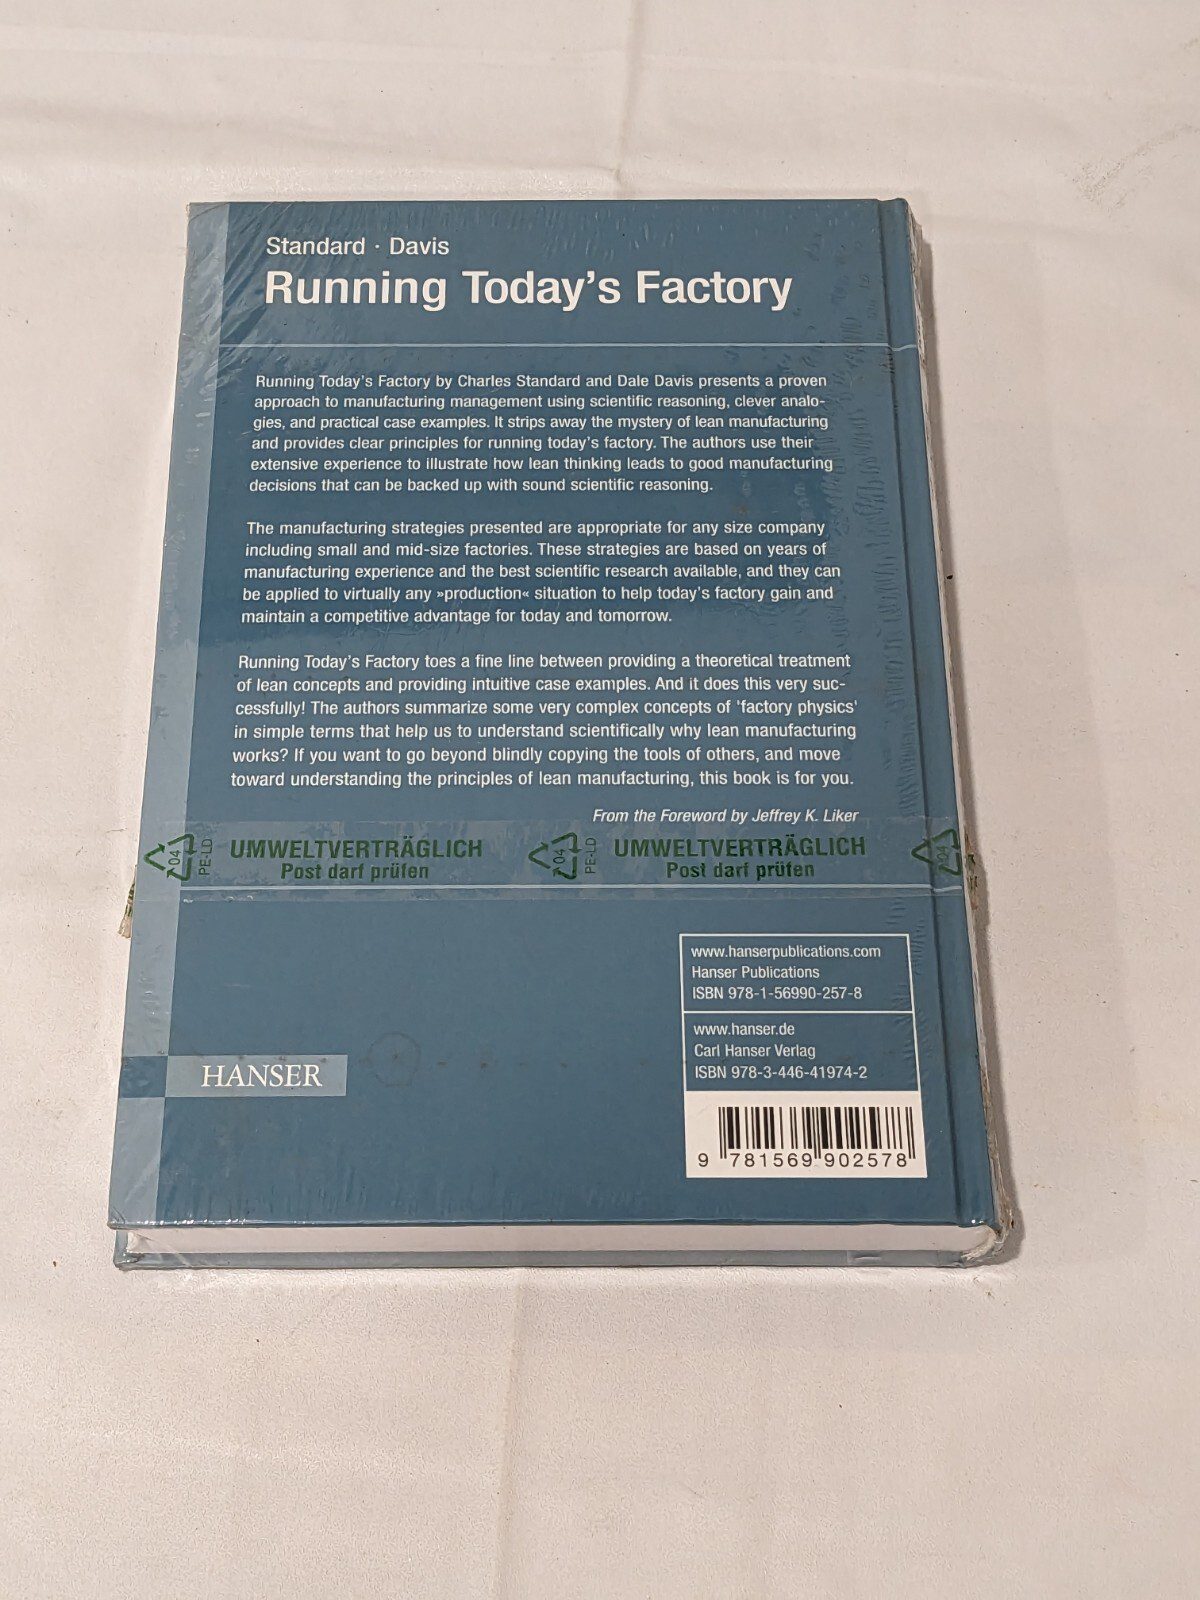 Standard · Davis
Running Today's Factory
Running Today's Factory by Charles Standard and Dale Davis presents a proven
approach to manufacturing management using scientific reasoning, clever analo-
gies, and practical case examples. It strips away the mystery of lean manufacturing
and provides clear principles for running today's factory. The authors use their
extensive experience to illustrate how lean thinking leads to good manufacturing
decisions that can be backed up with sound scientific reasoning.
The manufacturing strategies presented are appropriate for any size company
including small and mid-size factories. These strategies are based on years of
manufacturing experience and the best scientific research available, and they can
be applied to virtually any »production« situation to help today's factory gain and
maintain a competitive advantage for today and tomorrow.
Running Today's Factory toes a fine line between providing a theoretical treatment
of lean concepts and providing intuitive case examples. And it does this very suc-
cessfully! The authors summarize some very complex concepts of 'factory physics'
in simple terms that help us to understand scientifically why lean manufacturing
works? If you want to go beyond blindly copying the tools of others, and move
toward understanding the principles of lean manufacturing, this book is for you.
From the Foreword by Jeffrey K. Liker
04 PE-LD UMWELTVERTRÄGLICH 04 PE-LD UMWELTVERTRÄGLICH 04
Post darf prüfen Post darf prüfen
www.hanserpublications.com
Hanser Publications
ISBN 978-1-56990-257-8
www.hanser.de
Carl Hanser Verlag
ISBN 978-3-446-41974-2
HANSER
9 781569 902578